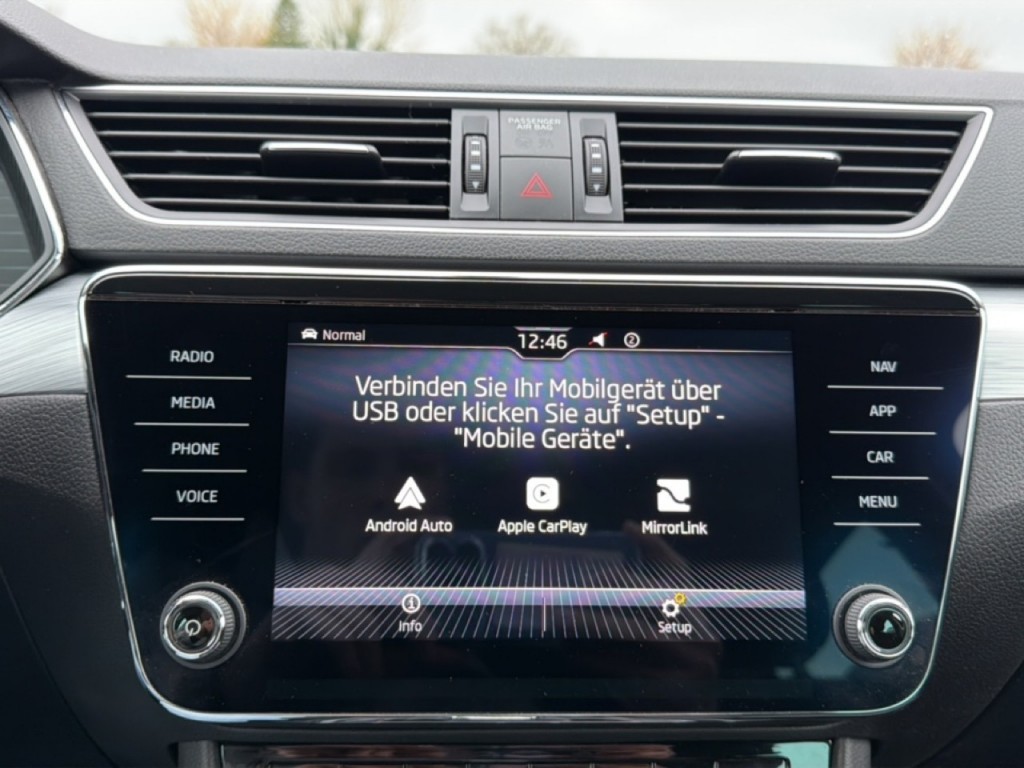 PASSENGER
AIR BAG
Normal
12:46
2
RADIO
MEDIA
PHONE
VOICE
Verbinden Sie Ihr Mobilgerät über
USB oder klicken Sie auf "Setup" -
"Mobile Geräte".
Android Auto
Apple CarPlay
MirrorLink
Info
Setup
NAV
APP
CAR
MENU